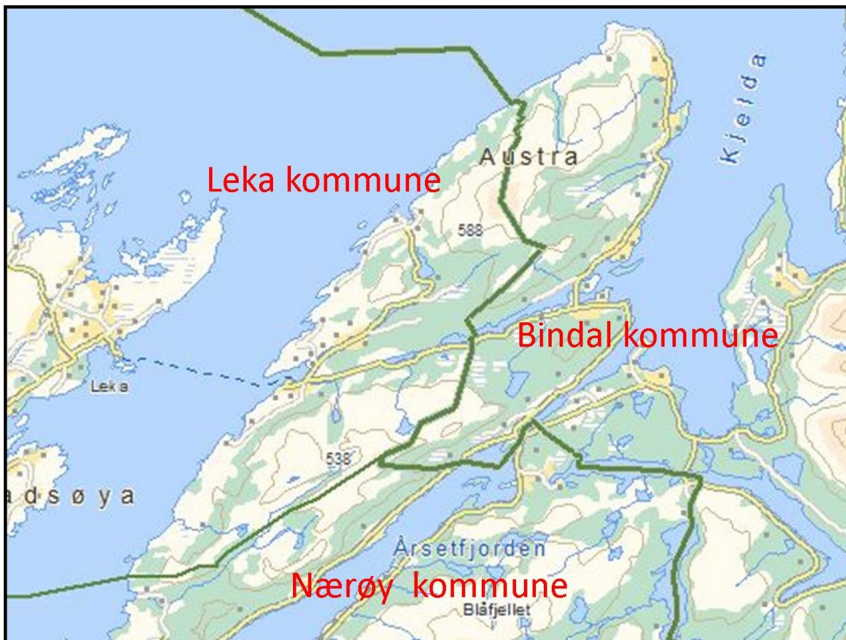 Kjelda
Austra
Leka kommune
588
Bindal kommune
Leka
538
adsøya
Årsetfjorden
Nærøy kommune
Blåfjellet